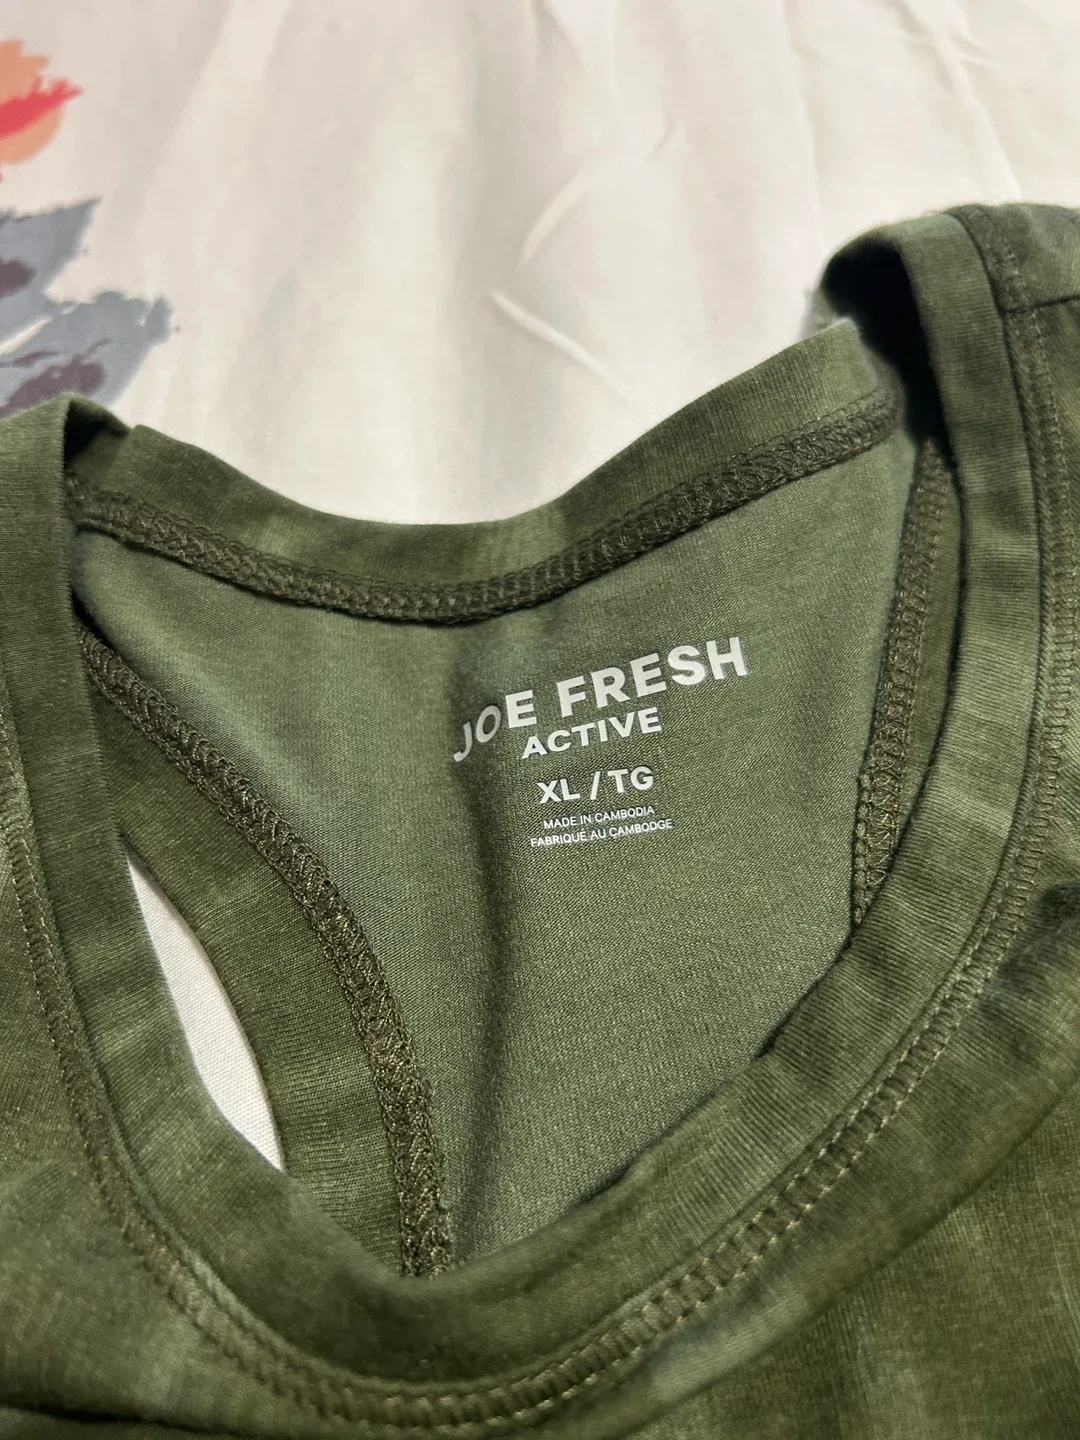 JOE FRESH
ACTIVE
XL / TG
MADE IN CAMBODIA
FABRIQUÉ AU CAMBODGE